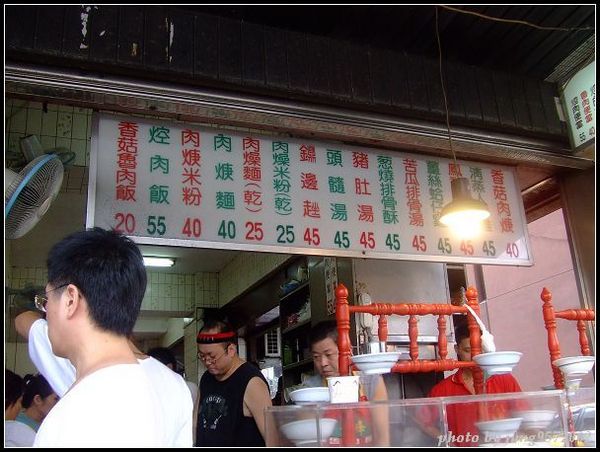 香菇魯肉飯 20
焢肉飯 55
肉焿米粉 40
肉焿麵 40
肉燥麵(乾) 25
肉燥米粉(乾) 25
鍋邊趖 45
頭髓湯 45
豬肚湯 45
蔥燒排骨酥 45
苦瓜排骨湯 40
45
45
45
香菇肉焿 40
photo by